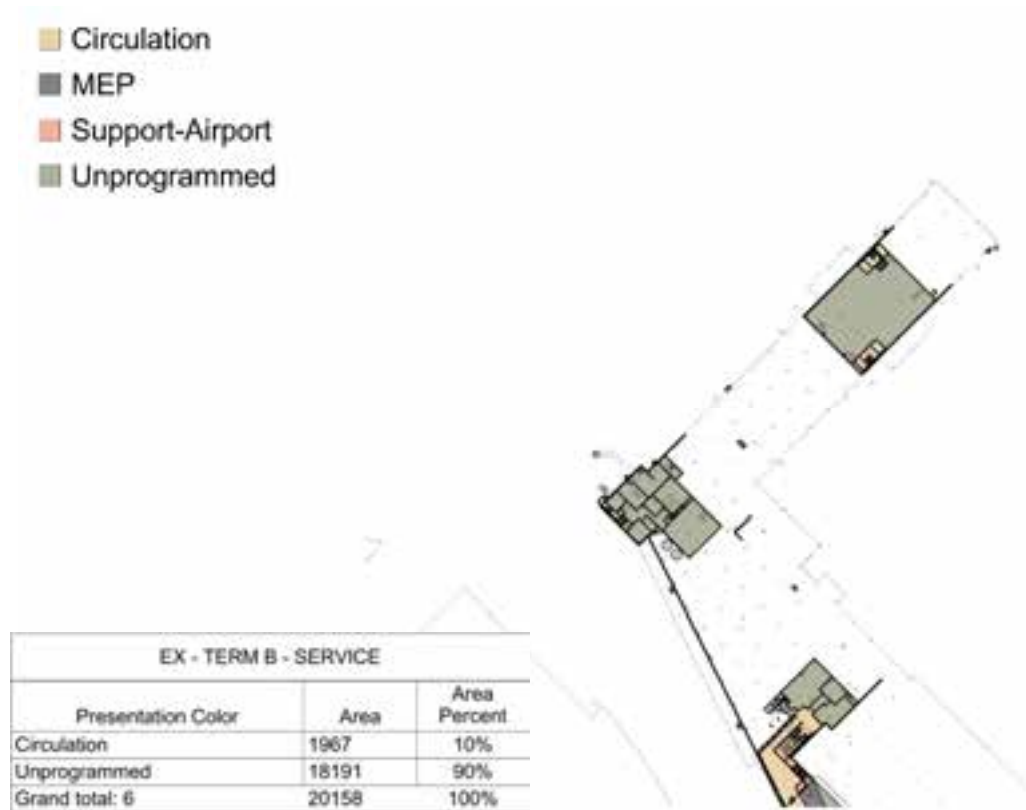 Circulation
MEP
Support-Airport
Unprogrammed
EX - TERM B - SERVICE
Presentation Color Area Area Percent
Circulation 1967 10%
Unprogrammed 18191 90%
Grand total: 6 20158 100%